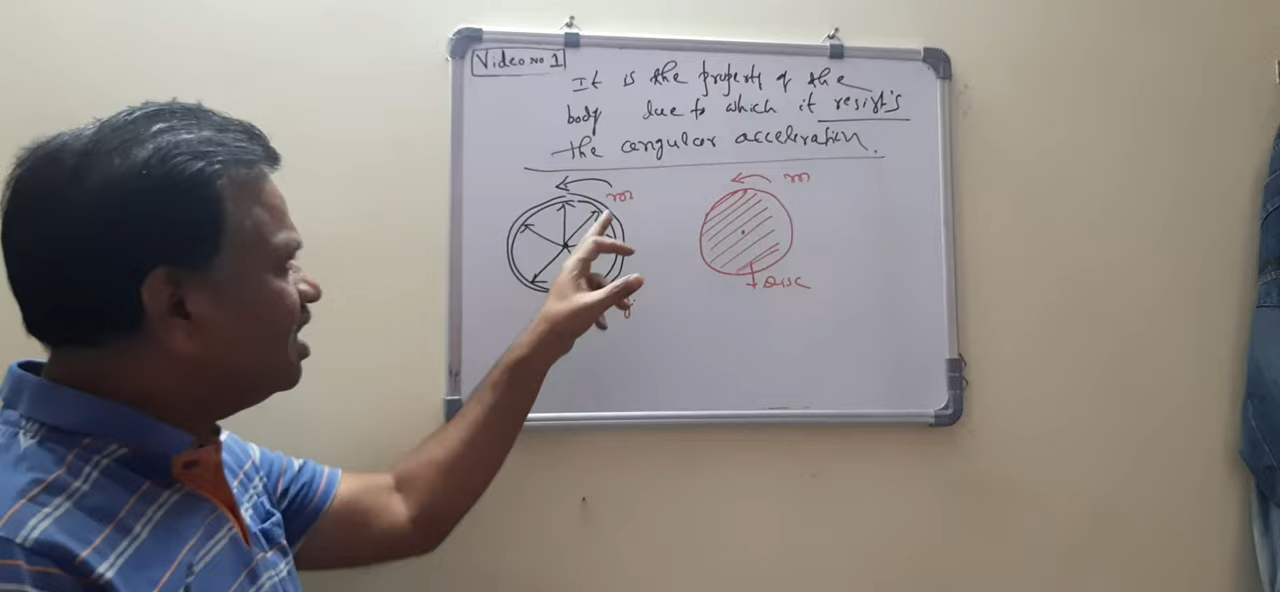 Video No 1
It is the property of the
body due to which it resist's
the angular acceleration.
m
m
Disc